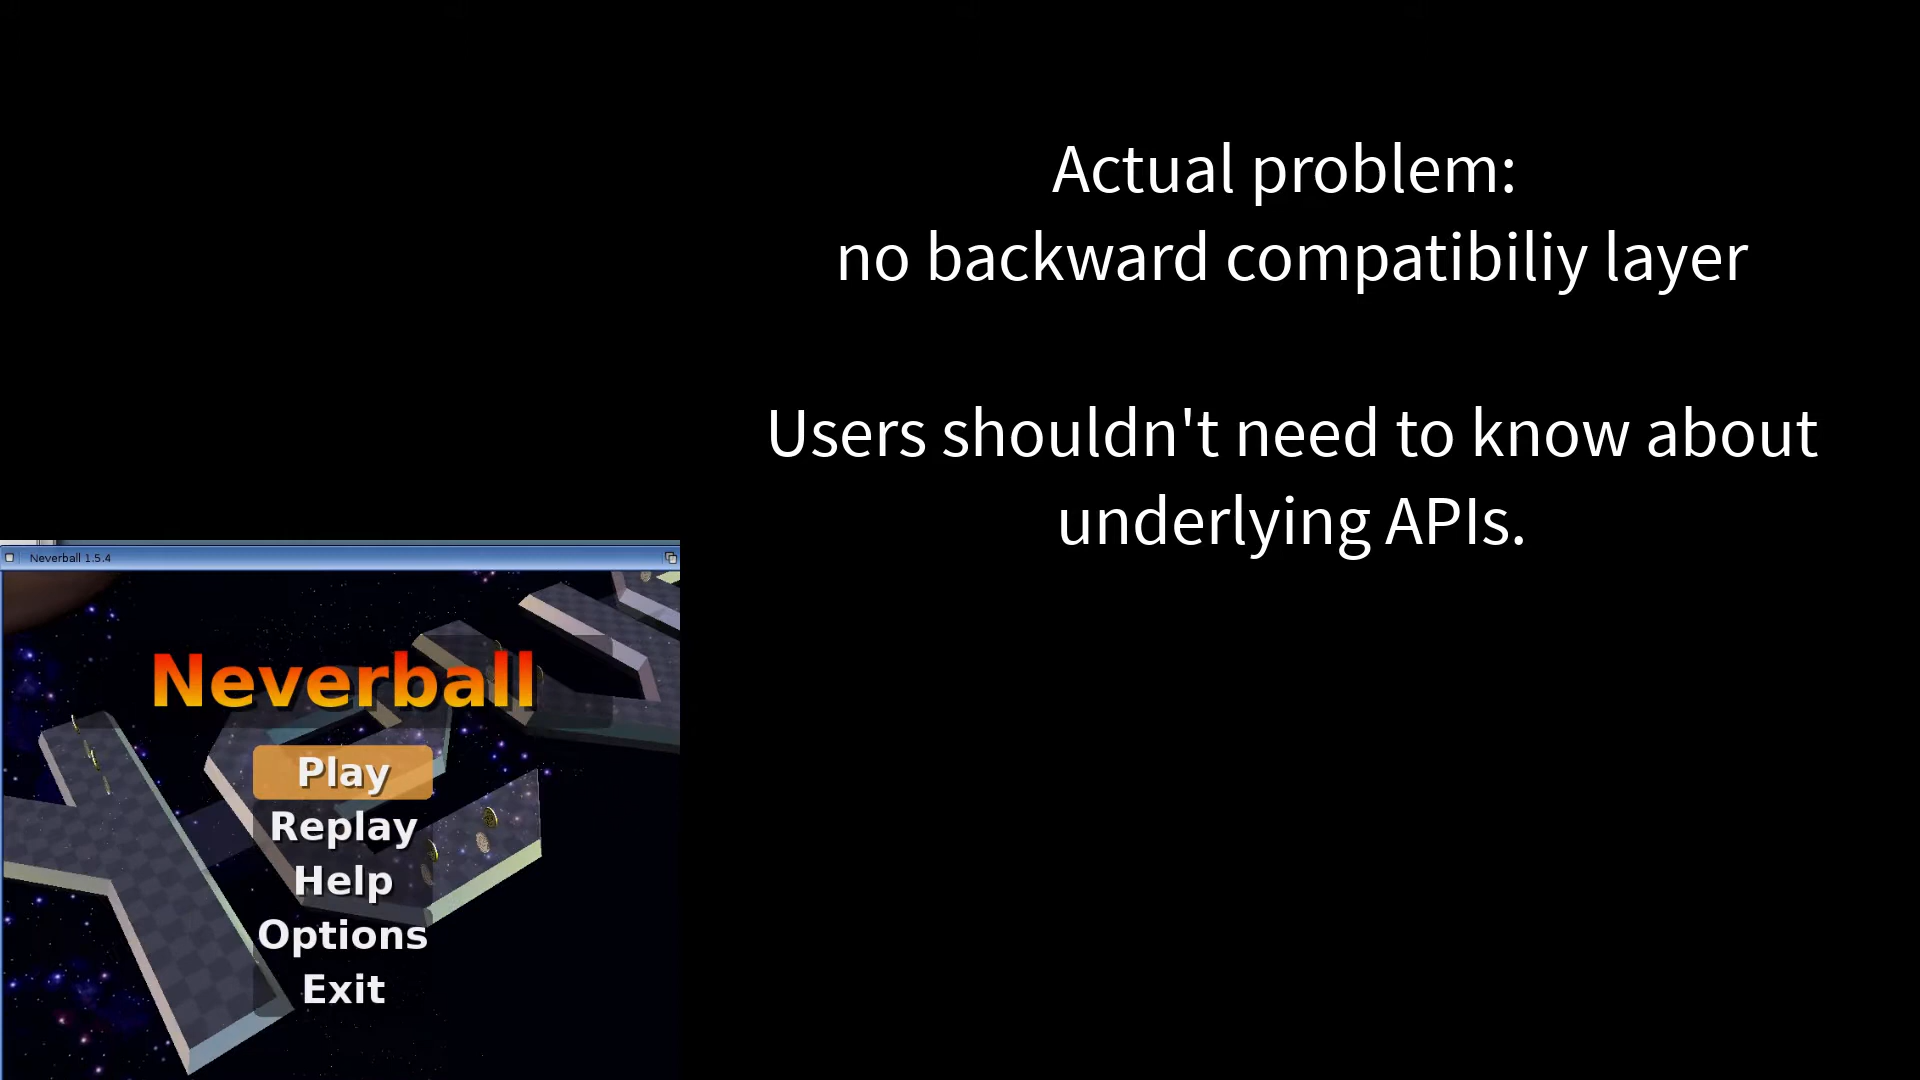 Actual problem:
no backward compatibiliy layer
Users shouldn't need to know about
underlying APIs.
Neverball 1.5.4
Neverball
Play
Replay
Help
Options
Exit